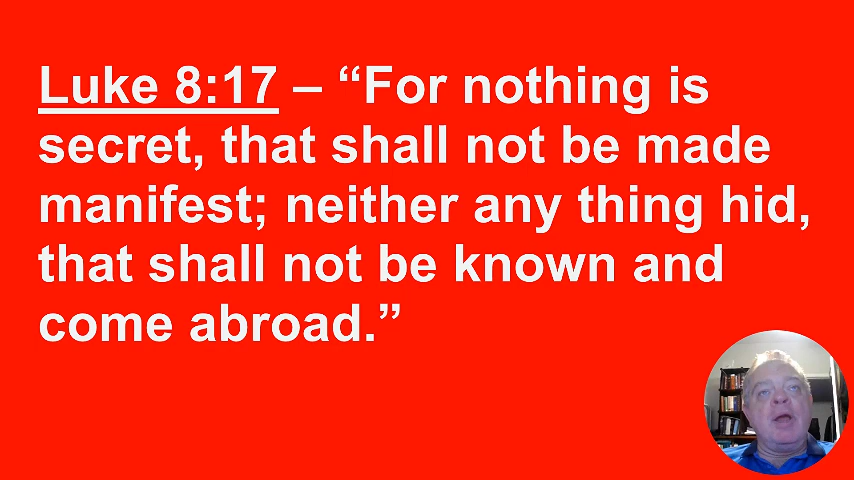 Luke 8:17 – “For nothing is
secret, that shall not be made
manifest; neither any thing hid,
that shall not be known and
come abroad.”